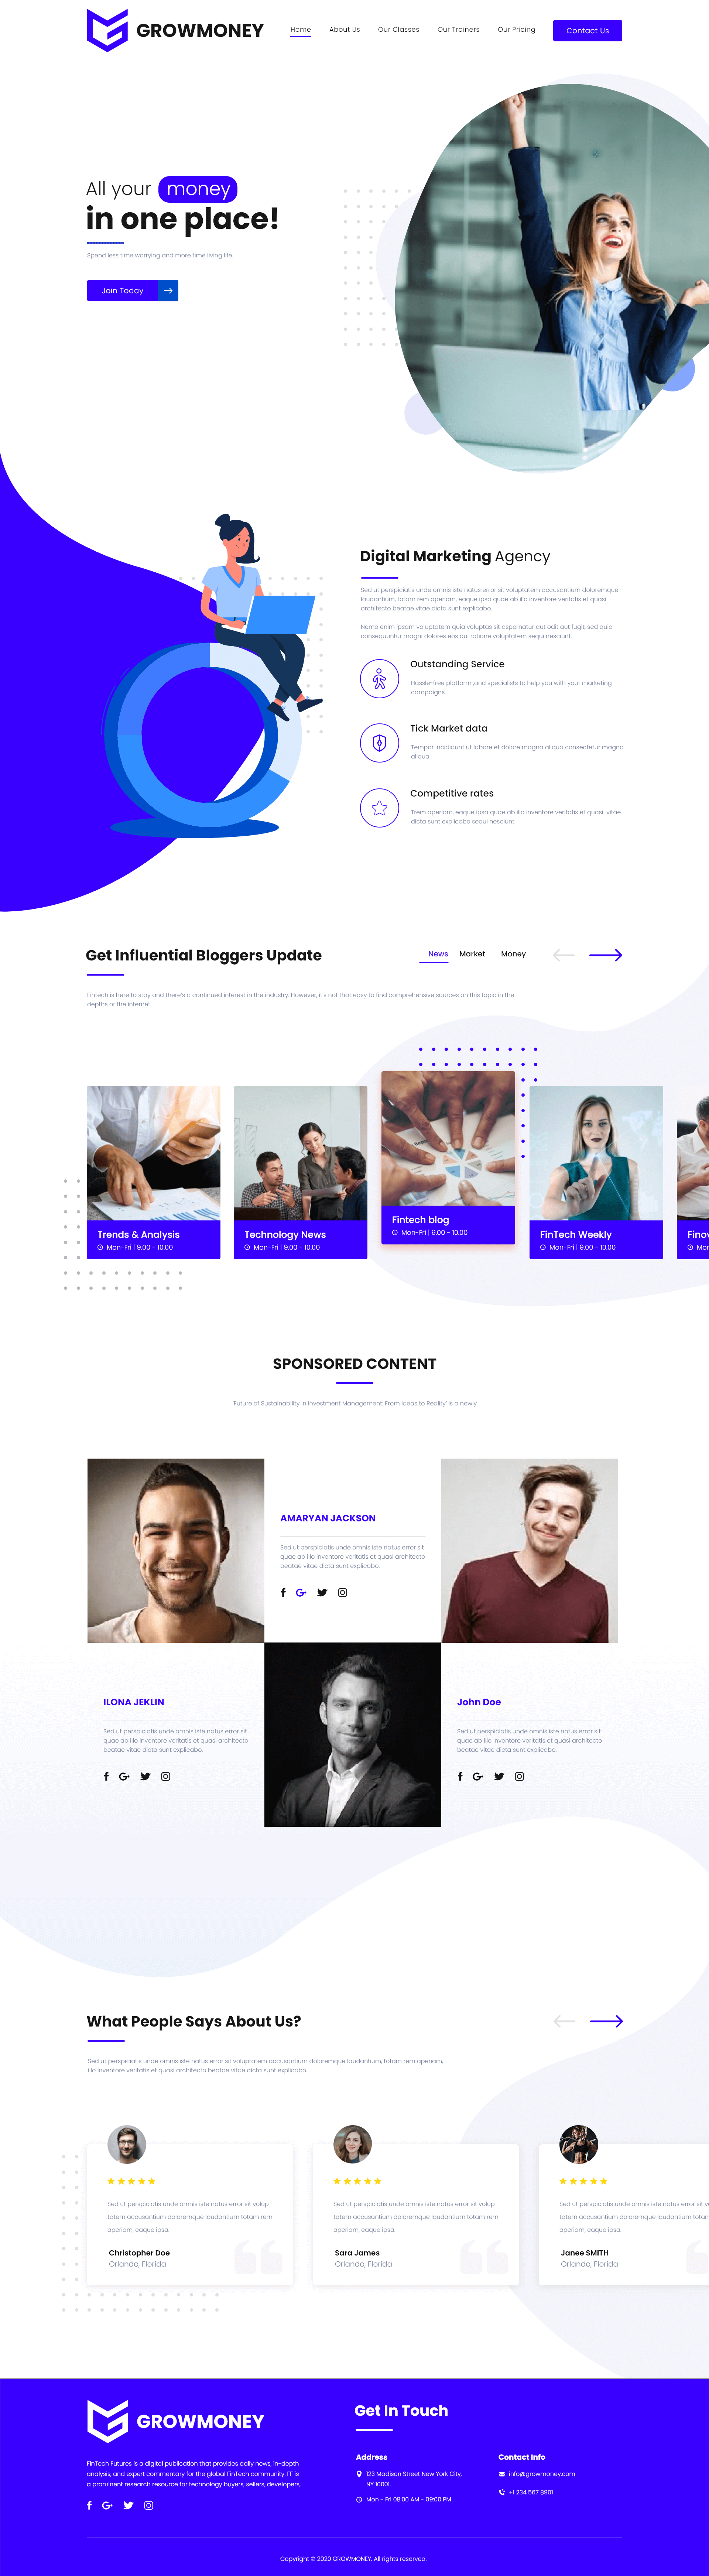 GROWMONEY
Home About Us Our Classes Our Trainers Our Pricing Contact Us
All your money
in one place!
Spend less time worrying and more time living life.
Join Today
Digital Marketing Agency
Sed ut perspiciatis unde omnis iste natus error sit voluptatem accusantium doloremque
laudantium, totam rem aperiam, eaque ipsa quae ab illo inventore veritatis et quasi
architecto beatae vitae dicta sunt explicabo.
Nemo enim ipsam voluptatem quia voluptas sit aspernatur aut odit aut fugit, sed quia
consequuntur magni dolores eos qui ratione voluptatem sequi nesciunt.
Outstanding Service
Hassle-free platform ,and specialists to help you with your marketing
campaigns.
Tick Market data
Tempor incididunt ut labore et dolore magna aliqua consectetur magna
aliqua.
Competitive rates
Trem aperiam, eaque ipsa quae ab illo inventore veritatis et quasi vitae
dicta sunt explicabo sequi nesciunt.
Get Influential Bloggers Update
News Market Money
Fintech is here to stay and there's a continued interest in the industry. However, it's not that easy to find comprehensive sources on this topic in the
depths of the internet.
Trends & Analysis
Mon-Fri | 9.00 - 10.00
Technology News
Mon-Fri | 9.00 - 10.00
Fintech blog
Mon-Fri | 9.00 - 10.00
FinTech Weekly
Mon-Fri | 9.00 - 10.00
Finov
Mon
SPONSORED CONTENT
'Future of Sustainability in Investment Management: From Ideas to Reality' is a newly
AMARYAN JACKSON
Sed ut perspiciatis unde omnis iste natus error sit
quae ab illo inventore veritatis et quasi architecto
beatae vitae dicta sunt explicabo.
ILONA JEKLIN
Sed ut perspiciatis unde omnis iste natus error sit
quae ab illo inventore veritatis et quasi architecto
beatae vitae dicta sunt explicabo.
John Doe
Sed ut perspiciatis unde omnis iste natus error sit
quae ab illo inventore veritatis et quasi architecto
beatae vitae dicta sunt explicabo.
What People Says About Us?
Sed ut perspiciatis unde omnis iste natus error sit voluptatem accusantium doloremque laudantium, totam rem aperiam,
illo inventore veritatis et quasi architecto beatae vitae dicta sunt explicabo.
Sed ut perspiciatis unde omnis iste natus error sit volup
tatem accusantium doloremque laudantium totam rem
aperiam, eaque ipsa.
Christopher Doe
Orlando, Florida
Sed ut perspiciatis unde omnis iste natus error sit volup
tatem accusantium doloremque laudantium totam rem
aperiam, eaque ipsa.
Sara James
Orlando, Florida
Sed ut perspiciatis unde omnis iste natus error sit v
tatem accusantium doloremque laudantium totam
aperiam, eaque ipsa.
Janee SMITH
Orlando, Florida
GROWMONEY
FinTech Futures is a digital publication that provides daily news, in-depth
analysis, and expert commentary for the global FinTech community. FF is
a prominent research resource for technology buyers, sellers, developers,
Get In Touch
Address
123 Madison Street New York City,
NY 10001.
Mon - Fri 08:00 AM - 09:00 PM
Contact Info
info@growmoney.com
+1 234 567 8901
Copyright © 2020 GROWMONEY. All rights reserved.